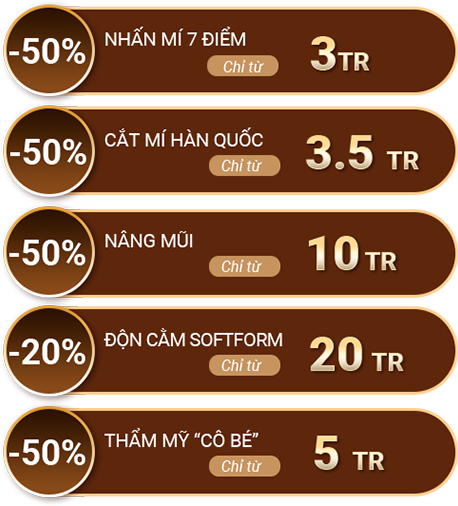 -50%
NHẤN MÍ 7 ĐIỂM
Chỉ từ
3TR
-50%
CẮT MÍ HÀN QUỐC
Chỉ từ
3.5 TR
-50%
NÂNG MŨI
Chỉ từ
10 TR
-20%
ĐỘN CẰM SOFTFORM
Chỉ từ
20 TR
-50%
THẨM MỸ “CÔ BÉ”
Chỉ từ
5 TR